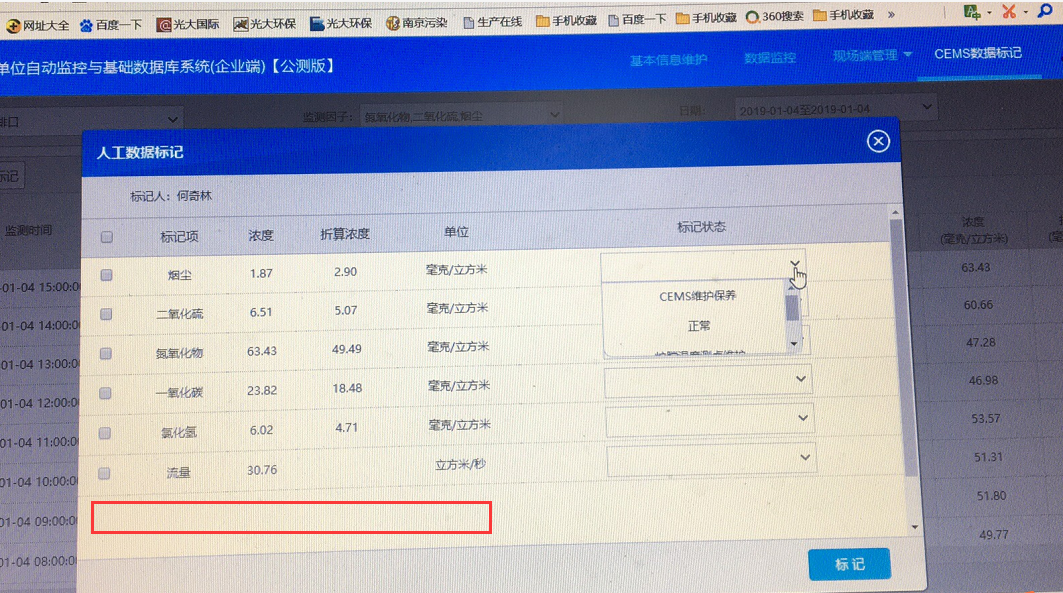 网址大全 百度一下 光大国际 光大环保 光大环保 南京污染 生产在线 手机收藏 百度一下 手机收藏 360搜索 手机收藏 »
单位自动监控与基础数据库系统(企业端)【公测版】 基本信息维护 数据监控 现场端管理 CEMS数据标记
排口 监测因子: 氮氧化物,二氧化硫,烟尘 日期: 2019-01-04至2019-01-04
人工数据标记
标记
标记人: 何奇林
监测时间 标记项 浓度 折算浓度 单位 标记状态 浓度
(毫克/立方米)
-01-04 15:00:0 烟尘 1.87 2.90 毫克/立方米 63.43
CEMS维护保养
-01-04 14:00:0 二氧化硫 6.51 5.07 毫克/立方米 60.66
正常
-01-04 13:00:0 氮氧化物 63.43 49.49 毫克/立方米 47.28
01-04 12:00:0 一氧化碳 23.82 18.48 毫克/立方米 46.98
01-04 11:00:0 氯化氢 6.02 4.71 毫克/立方米 53.57
01-04 10:00:0 流量 30.76 立方米/秒 51.31
01-04 09:00:0 51.80
01-04 08:00:0 49.77
标 记